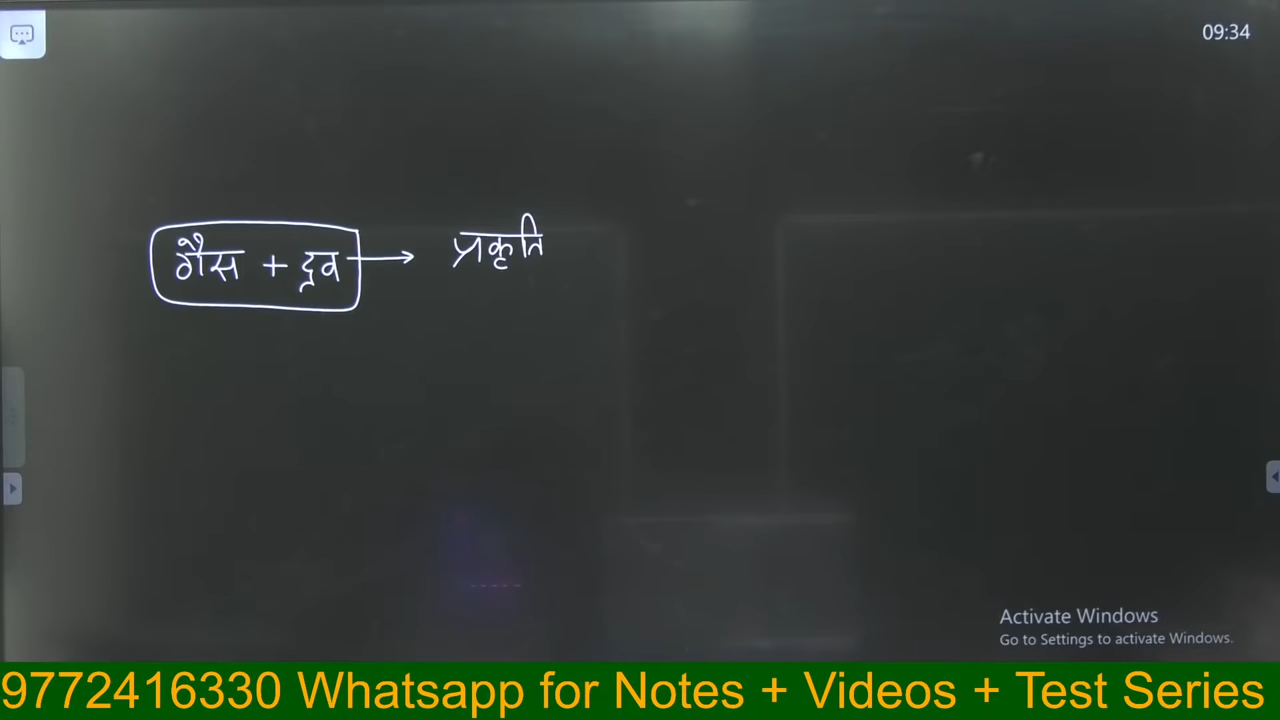 09:34
गैस + द्रव → प्रकृति
Activate Windows
Go to Settings to activate Windows.
9772416330 Whatsapp for Notes + Videos + Test Series